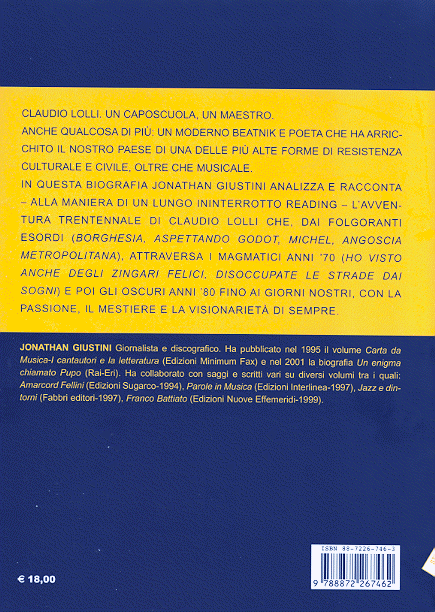 CLAUDIO LOLLI. UN CAPOSCUOLA, UN MAESTRO.
ANCHE QUALCOSA DI PIÙ: UN MODERNO BEATNIK E POETA CHE HA ARRIC-
CHITO IL NOSTRO PAESE DI UNA DELLE PIÙ ALTE FORME DI RESISTENZA
CULTURALE E CIVILE, OLTRE CHE MUSICALE.
IN QUESTA BIOGRAFIA JONATHAN GIUSTINI ANALIZZA E RACCONTA
– ALLA MANIERA DI UN LUNGO ININTERROTTO READING – L'AVVEN-
TURA TRENTENNALE DI CLAUDIO LOLLI CHE, DAI FOLGORANTI
ESORDI (BORGHESIA, ASPETTANDO GODOT, MICHEL, ANGOSCIA
METROPOLITANA), ATTRAVERSA I MAGMATICI ANNI '70 (HO VISTO
ANCHE DEGLI ZINGARI FELICI, DISOCCUPATE LE STRADE DAI
SOGNI) E POI GLI OSCURI ANNI '80 FINO AI GIORNI NOSTRI, CON LA
PASSIONE, IL MESTIERE E LA VISIONARIETÀ DI SEMPRE.
JONATHAN GIUSTINI Giornalista e discografico. Ha pubblicato nel 1995 il volume Carta da
Musica-I cantautori e la letteratura (Edizioni Minimum Fax) e nel 2001 la biografia Un enigma
chiamato Pupo (Rai-Eri). Ha collaborato con saggi e scritti vari su diversi volumi tra i quali:
Amarcord Fellini (Edizioni Sugarco-1994), Parole in Musica (Edizioni Interlinea-1997), Jazz e din-
torni (Fabbri editori-1997), Franco Battiato (Edizioni Nuove Effemeridi-1999).
ISBN 88-7226-746-3
9 788872 267462
€ 18,00